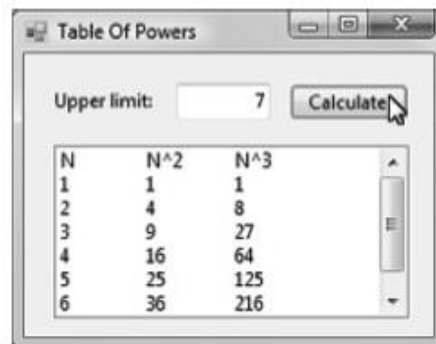 Table Of Powers
Upper limit: 7 Calculate
N N^2 N^3
1 1 1
2 4 8
3 9 27
4 16 64
5 25 125
6 36 216